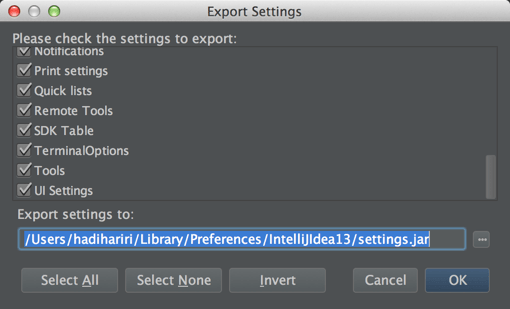 Export Settings
Please check the settings to export:
Notifications
Print settings
Quick lists
Remote Tools
SDK Table
TerminalOptions
Tools
UI Settings
Export settings to:
/Users/hadihariri/Library/Preferences/IntelliJIdea13/settings.jar
...
Select All
Select None
Invert
Cancel
OK